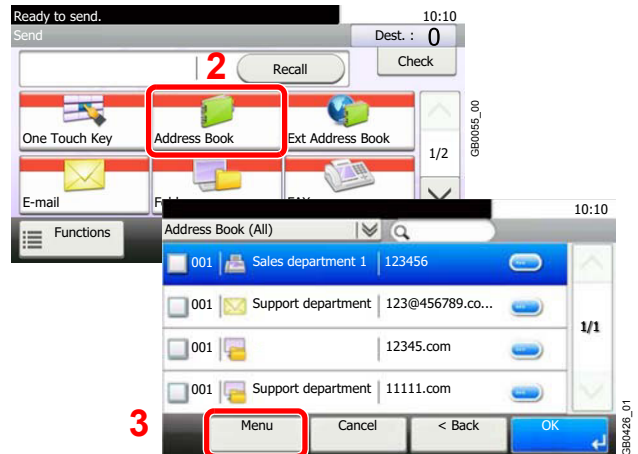 Ready to send.
10:10
Send
Dest. : 0
2
Recall
Check
One Touch Key
Address Book
Ext Address Book
1/2
GB0055_00
E-mail
Functions
10:10
Address Book (All)
001 Sales department 1 123456
001 Support department 123@456789.co...
1/1
001 12345.com
001 Support department 11111.com
3
Menu
Cancel
< Back
OK
GB0426_01